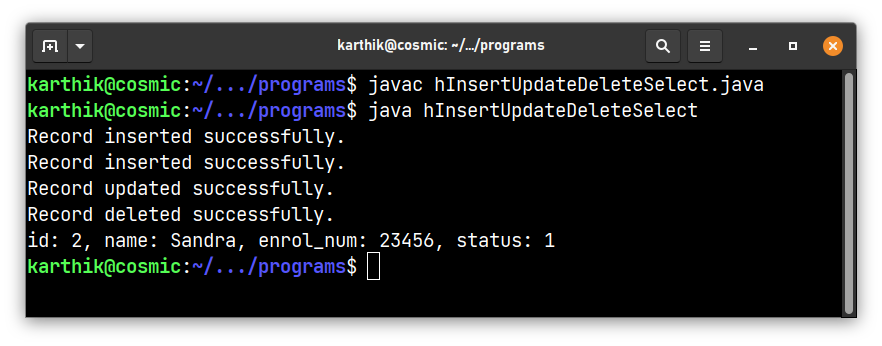 karthik@cosmic: ~/.../programs
karthik@cosmic:~/.../programs$ javac hInsertUpdateDeleteSelect.java
karthik@cosmic:~/.../programs$ java hInsertUpdateDeleteSelect
Record inserted successfully.
Record inserted successfully.
Record updated successfully.
Record deleted successfully.
id: 2, name: Sandra, enrol_num: 23456, status: 1
karthik@cosmic:~/.../programs$